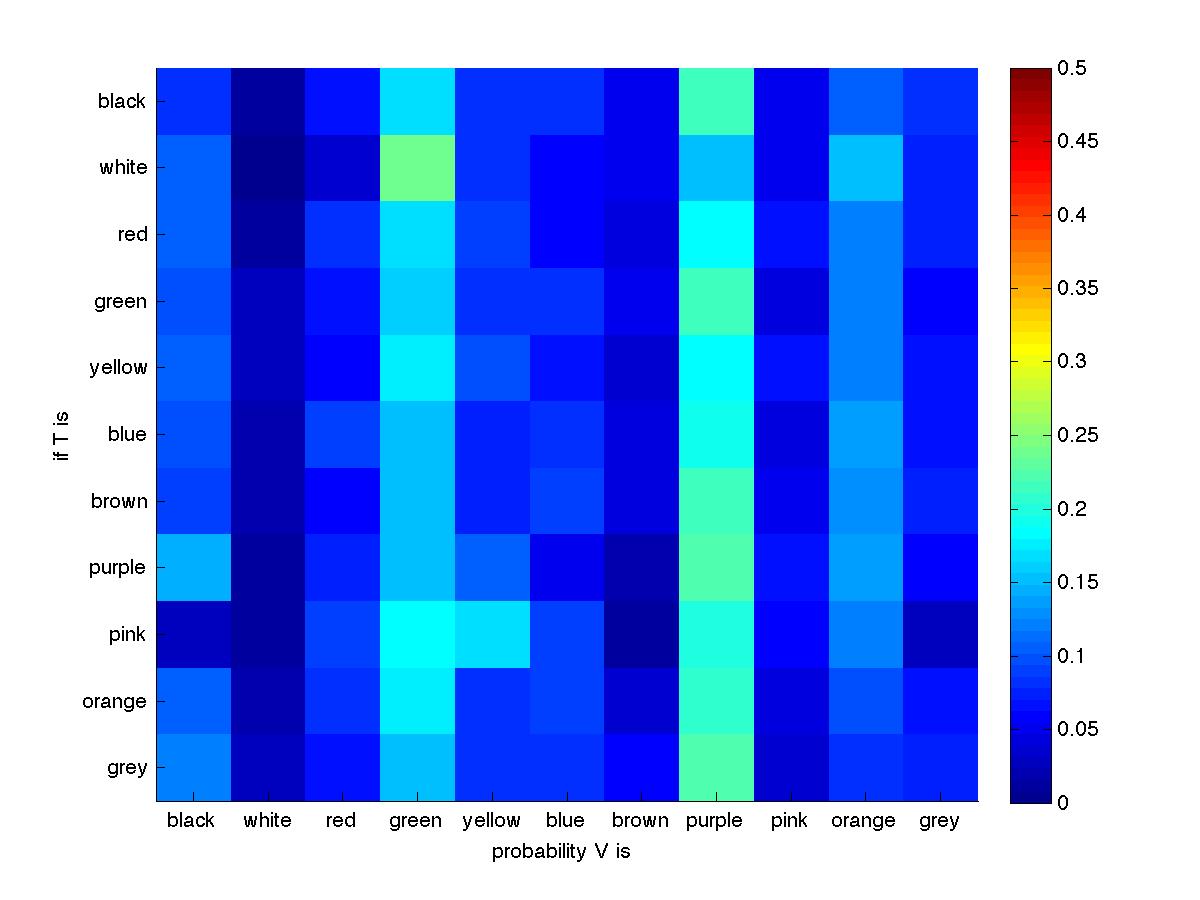 black
white
red
green
yellow
blue
brown
purple
pink
orange
grey
if T is
black white red green yellow blue brown purple pink orange grey
probability V is
0.5
0.45
0.4
0.35
0.3
0.25
0.2
0.15
0.1
0.05
0